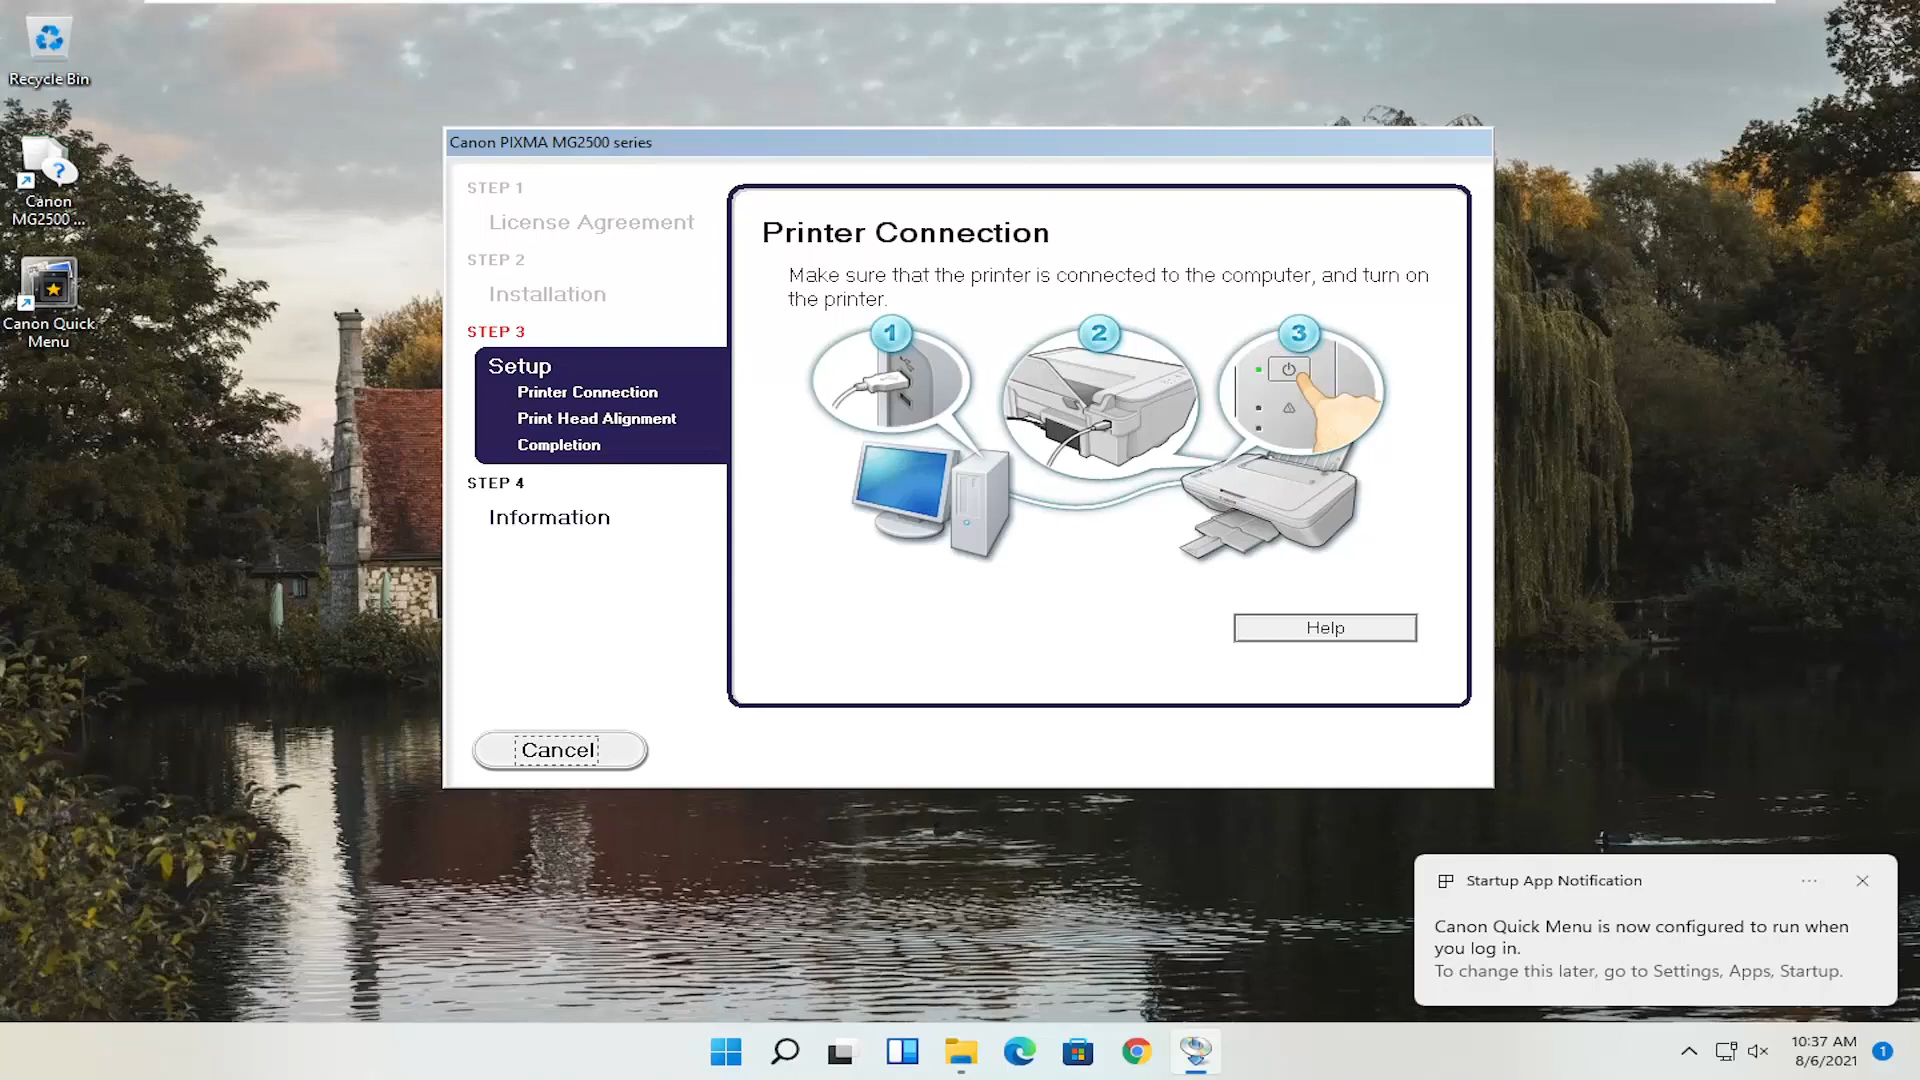 Recycle Bin
Canon
MG2500 ...
Canon Quick
Menu
Canon PIXMA MG2500 series
STEP 1
License Agreement
STEP 2
Installation
STEP 3
Setup
Printer Connection
Print Head Alignment
Completion
STEP 4
Information
Cancel
Printer Connection
Make sure that the printer is connected to the computer, and turn on
the printer.
1
2
3
Help
Startup App Notification
Canon Quick Menu is now configured to run when
you log in.
To change this later, go to Settings, Apps, Startup.
10:37 AM
8/6/2021
1